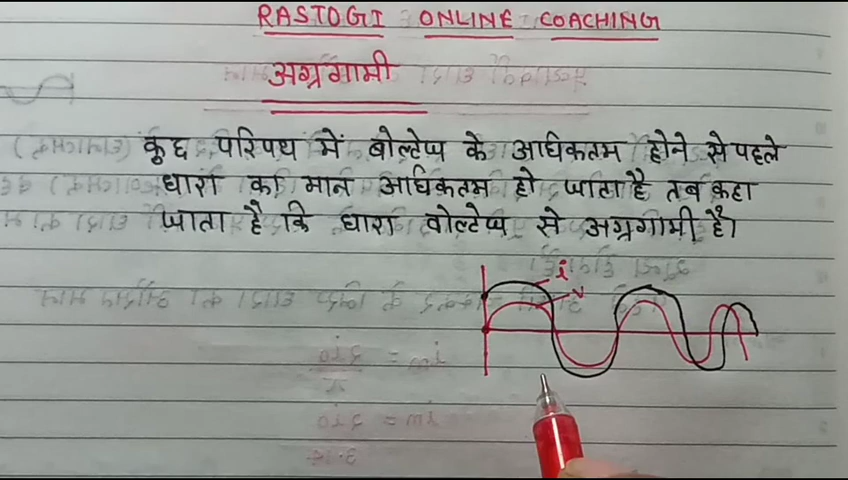 RASTOGI ONLINE COACHING
अग्रगामी
कुछ परिपथ में वोल्टेज के अधिकतम होने से पहले
धारा का मान अधिकतम हो जाता है तब कहा
जाता है कि धारा वोल्टेज से अग्रगामी है।
i
v